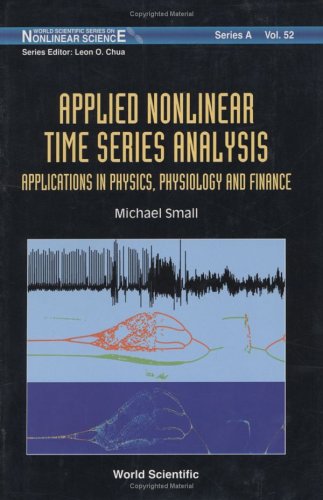 WORLD SCIENTIFIC SERIES ON
NONLINEAR SCIENCE
Series A Vol. 52
Series Editor: Leon O. Chua
APPLIED NONLINEAR
TIME SERIES ANALYSIS
APPLICATIONS IN PHYSICS, PHYSIOLOGY AND FINANCE
Michael Small
World Scientific